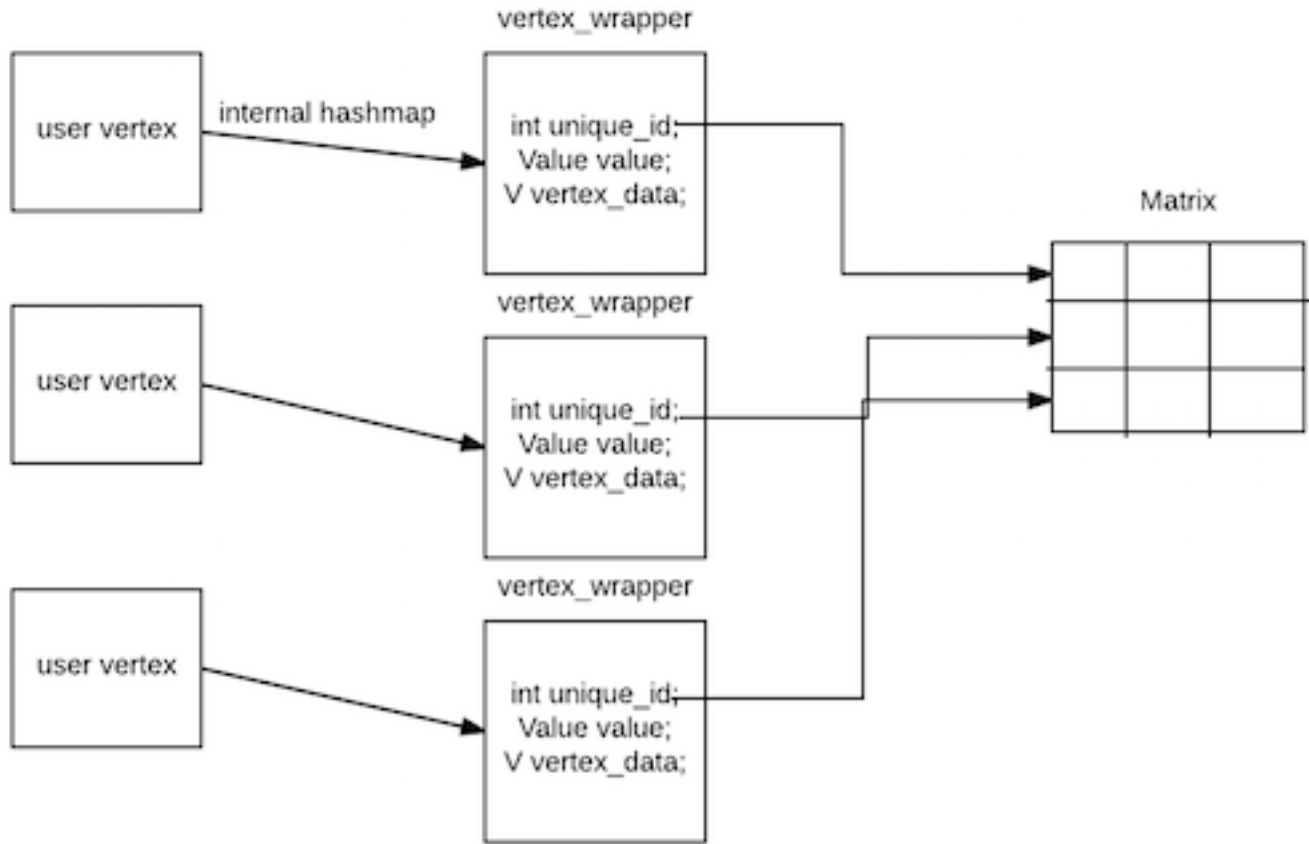 vertex_wrapper
user vertex
internal hashmap
int unique_id;
Value value;
V vertex_data;
Matrix
vertex_wrapper
user vertex
int unique_id;
Value value;
V vertex_data;
vertex_wrapper
user vertex
int unique_id;
Value value;
V vertex_data;